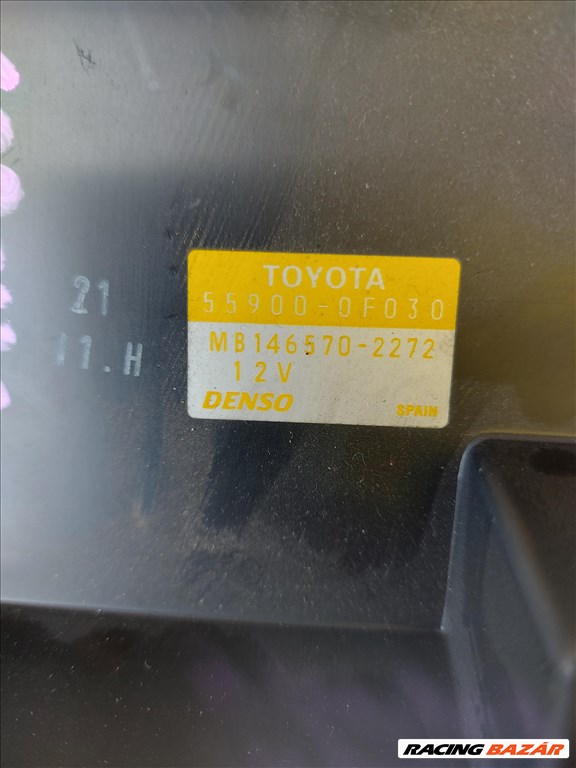 TOYOTA
55900-0F030
MB146570-2272
12V
DENSO
SPAIN
21
11.H
RACING BAZÁR